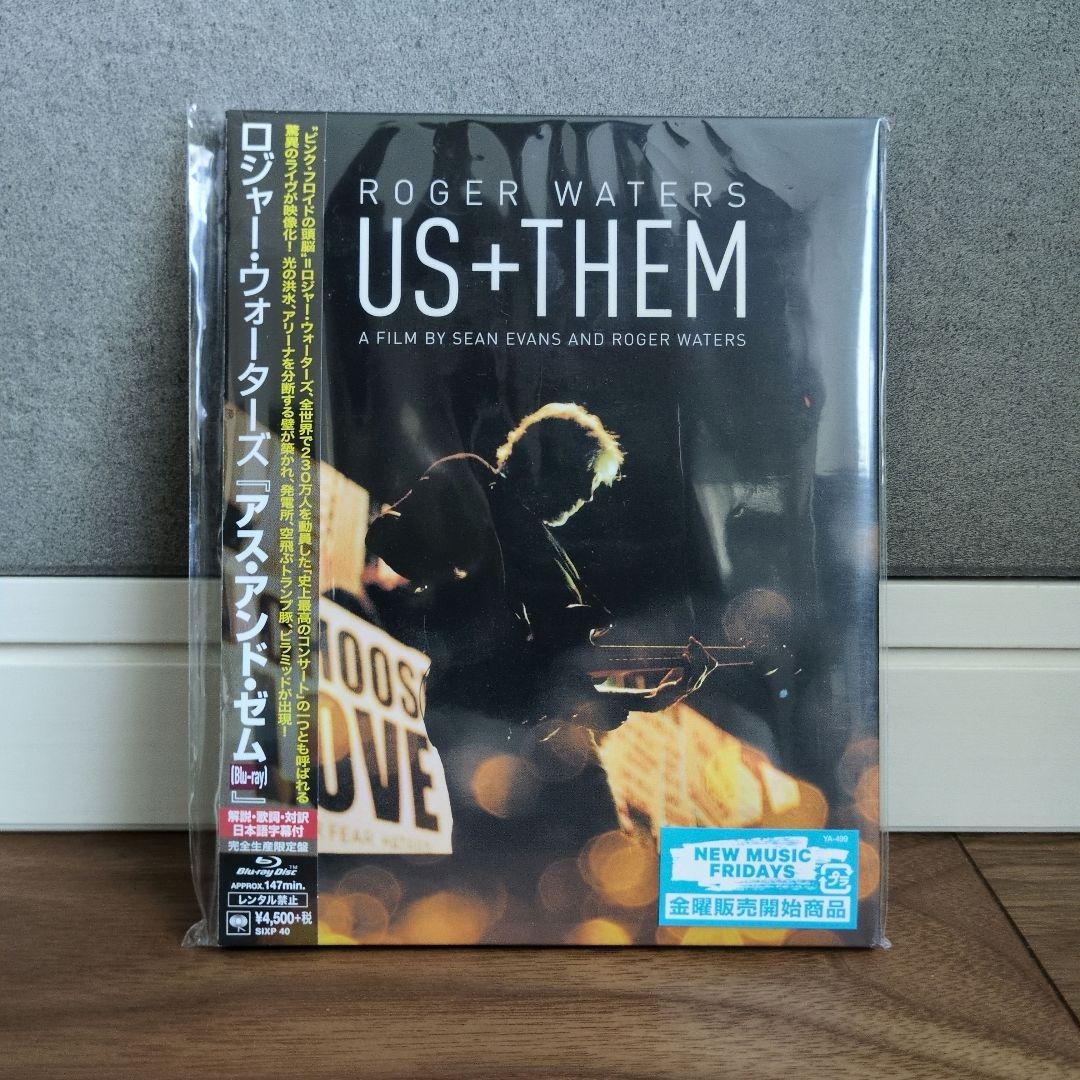 ROGER WATERS
US+THEM
A FILM BY SEAN EVANS AND ROGER WATERS
"ピンク・フロイドの頭脳"=ロジャー・ウォーターズ、全世界で230万人を動員した「史上最高のコンサート」の一つとも呼ばれる
驚異のライヴが映像化! 光の洪水、アリーナを分断する壁が築かれ、発電所、空飛ぶトランプ豚、ピラミッドが出現!
ロジャー・ウォーターズ『アス・アンド・ゼム(Blu-ray)』
解説・歌詞・対訳
日本語字幕付
完全生産限定盤
Blu-ray Disc™
APPROX.147min.
レンタル禁止
¥4,500+税
SIXP 40
HOOSE
OVE
FEAR
YA-499
NEW MUSIC
FRIDAYS
金曜販売開始商品